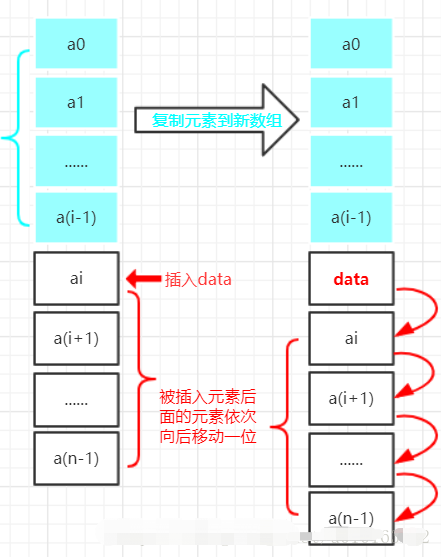 a0
a1
......
a(i-1)
ai
a(i+1)
......
a(n-1)
复制元素到新数组
插入data
被插入元素后
面的元素依次
向后移动一位
a0
a1
......
a(i-1)
data
ai
a(i+1)
......
a(n-1)